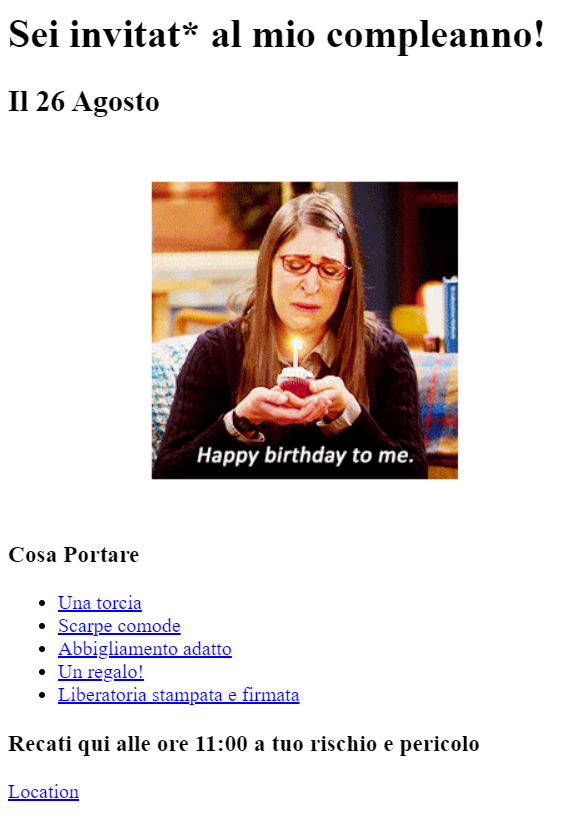 Sei invitat* al mio compleanno!
Il 26 Agosto
Happy birthday to me.
Cosa Portare
Una torcia
Scarpe comode
Abbigliamento adatto
Un regalo!
Liberatoria stampata e firmata
Recati qui alle ore 11:00 a tuo rischio e pericolo
Location